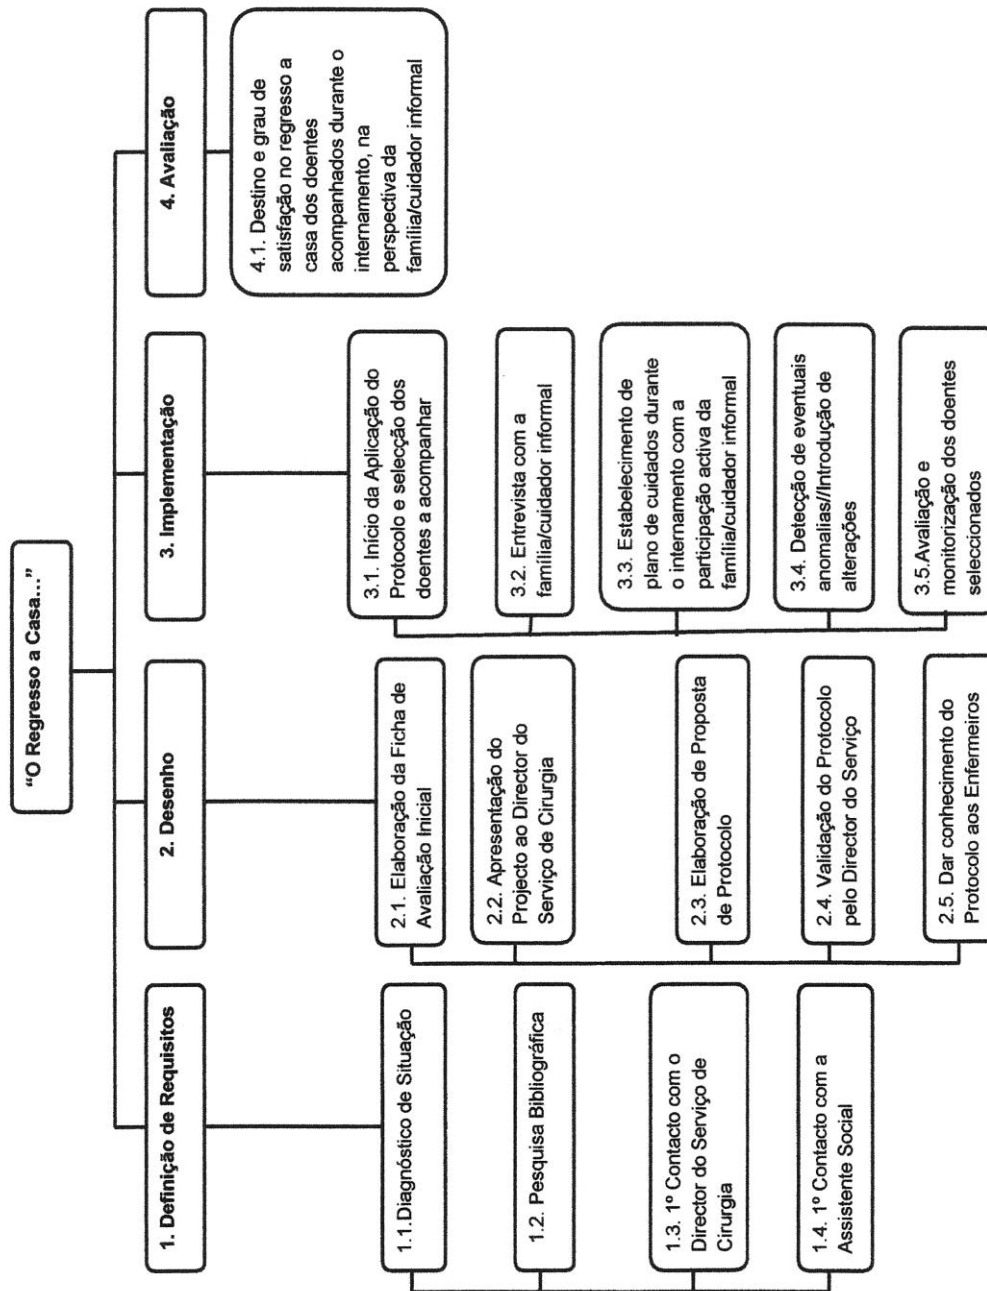 “O Regresso a Casa...”
1. Definição de Requisitos
1.1.Diagnóstico de Situação
1.2. Pesquisa Bibliográfica
1.3. 1º Contacto com o
Director do Serviço de
Cirurgia
1.4. 1º Contacto com a
Assistente Social
2. Desenho
2.1. Elaboração da Ficha de
Avaliação Inicial
2.2. Apresentação do
Projecto ao Director do
Serviço de Cirurgia
2.3. Elaboração de Proposta
de Protocolo
2.4. Validação do Protocolo
pelo Director do Serviço
2.5. Dar conhecimento do
Protocolo aos Enfermeiros
3. Implementação
3.1. Início da Aplicação do
Protocolo e selecção dos
doentes a acompanhar
3.2. Entrevista com a
família/cuidador informal
3.3. Estabelecimento de
plano de cuidados durante
o internamento com a
participação activa da
família/cuidador informal
3.4. Detecção de eventuais
anomalias//Introdução de
alterações
3.5.Avaliação e
monitorização dos doentes
seleccionados
4. Avaliação
4.1. Destino e grau de
satisfação no regresso a
casa dos doentes
acompanhados durante o
internamento, na
perspectiva da
família/cuidador informal